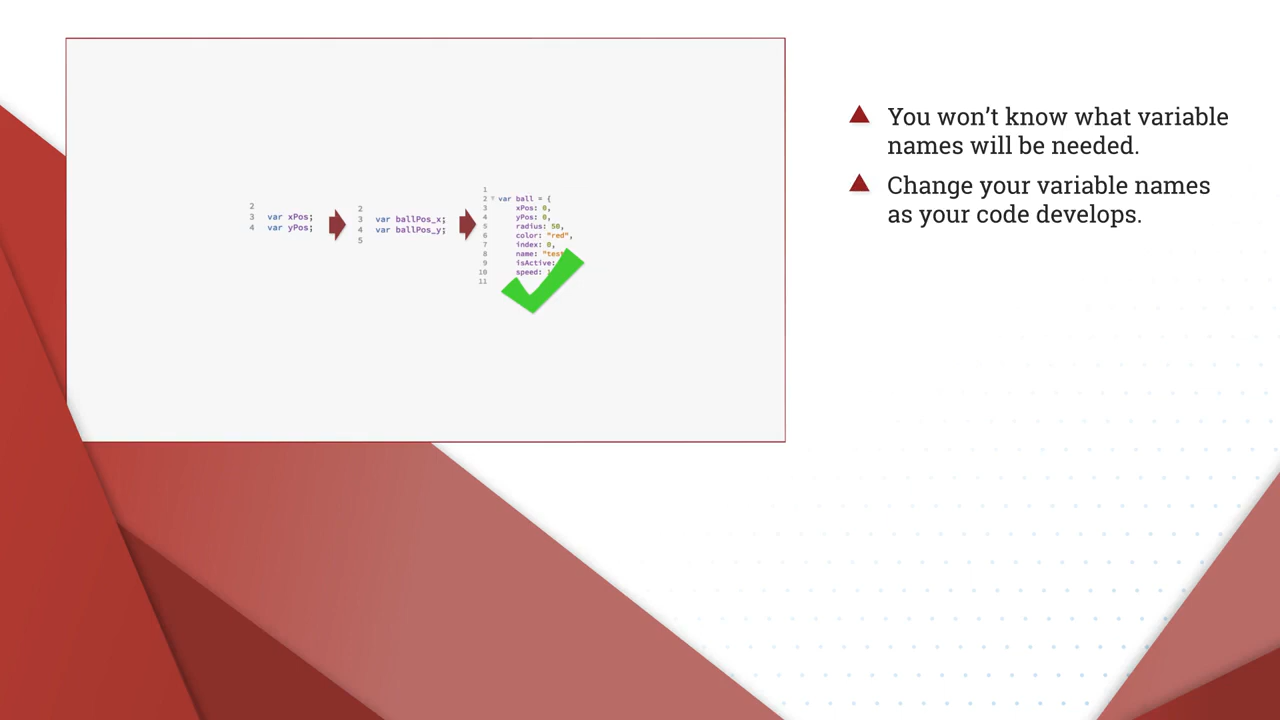 2
3 var xPos;
4 var yPos;
2
3 var ballPos_x;
4 var ballPos_y;
5
1
2 var ball = {
3 xPos: 0,
4 yPos: 0,
5 radius: 50,
6 color: "red",
7 index: 0,
8 name:
9 isActive:
10 speed:
11
You won’t know what variable
names will be needed.
Change your variable names
as your code develops.